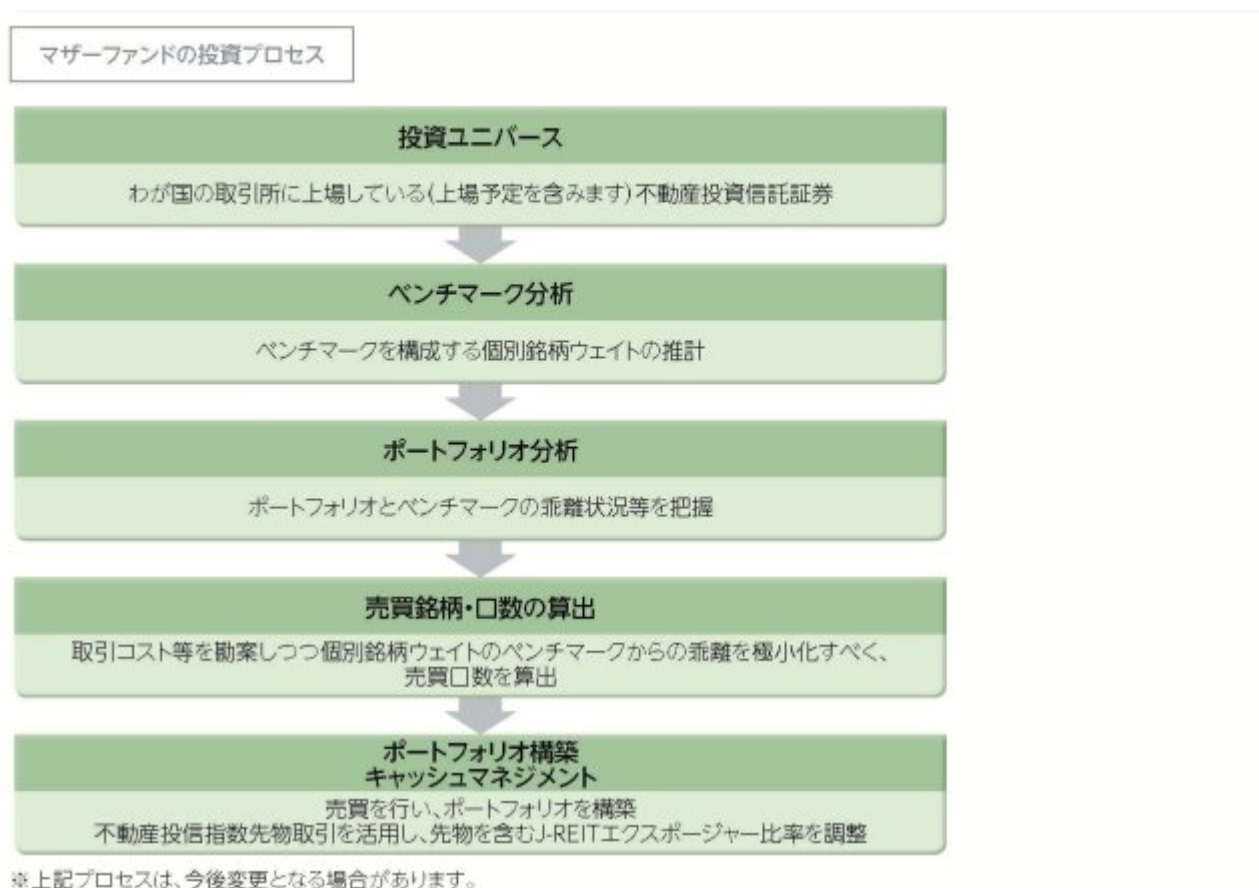 マザーファンドの投資プロセス
投資ユニバース
わが国の取引所に上場している(上場予定を含みます)不動産投資信託証券
ベンチマーク分析
ベンチマークを構成する個別銘柄ウェイトの推計
ポートフォリオ分析
ポートフォリオとベンチマークの乖離状況等を把握
売買銘柄・口数の算出
取引コスト等を勘案しつつ個別銘柄ウェイトのベンチマークからの乖離を極小化すべく、
売買口数を算出
ポートフォリオ構築
キャッシュマネジメント
売買を行い、ポートフォリオを構築
不動産投信指数先物取引を活用し、先物を含むJ-REITエクスポージャー比率を調整
※上記プロセスは、今後変更となる場合があります。